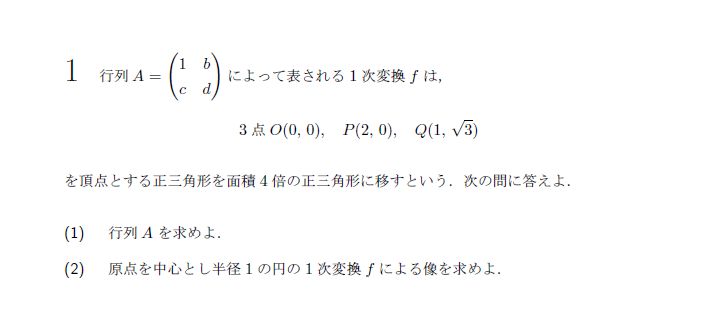 1 行列 A = \begin{pmatrix} 1 & b \\ c & d \end{pmatrix} によって表される 1 次変換 f は，
3 点 O(0, 0), P(2, 0), Q(1, √3)
を頂点とする正三角形を面積 4 倍の正三角形に移すという．次の問に答えよ．
(1) 行列 A を求めよ．
(2) 原点を中心とし半径 1 の円の 1 次変換 f による像を求めよ．